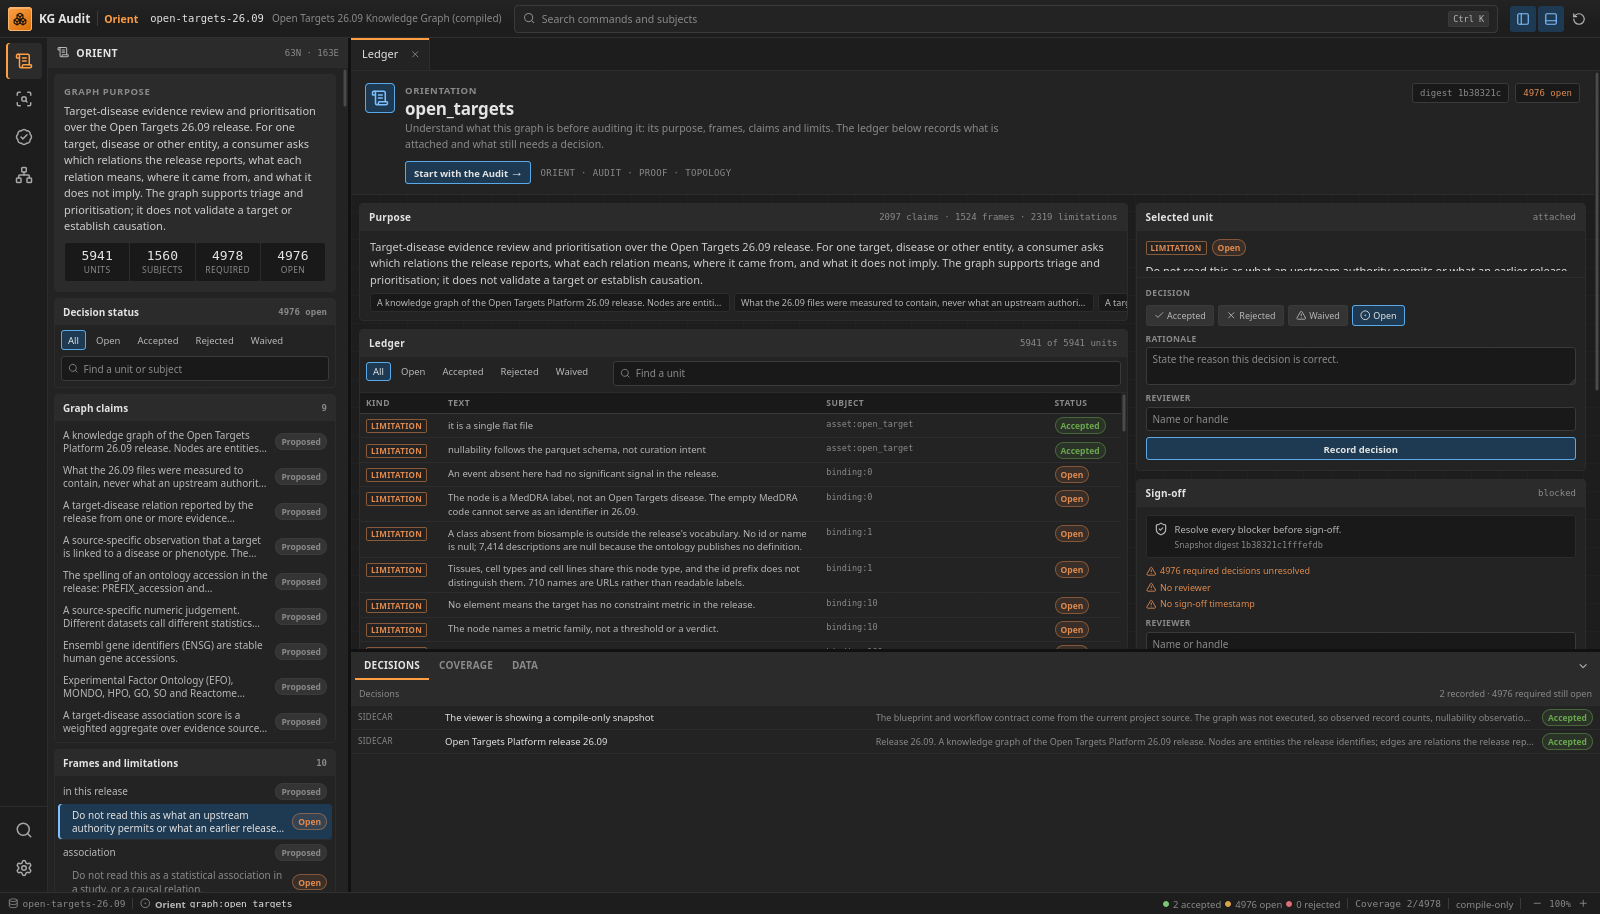 KG Audit
Orient
open-targets-26.09
Open Targets 26.09 Knowledge Graph (compiled)
Search commands and subjects
Ctrl K
ORIENT
63N · 163E
GRAPH PURPOSE
Target-disease evidence review and prioritisation
over the Open Targets 26.09 release. For one
target, disease or other entity, a consumer asks
which relations the release reports, what each
relation means, where it came from, and what it
does not imply. The graph supports triage and
prioritisation; it does not validate a target or
establish causation.
5941 1560 4978 4976
UNITS SUBJECTS REQUIRED OPEN
Decision status
4976 open
All Open Accepted Rejected Waived
Find a unit or subject
Graph claims
9
A knowledge graph of the Open Targets
Platform 26.09 release. Nodes are entities...
Proposed
What the 26.09 files were measured to
contain, never what an upstream authorit...
Proposed
A target-disease relation reported by the
release from one or more evidence...
Proposed
A source-specific observation that a target
is linked to a disease or phenotype. The...
Proposed
The spelling of an ontology accession in the
release: PREFIX_accession and...
Proposed
A source-specific numeric judgement.
Different datasets call different statistics...
Proposed
Ensembl gene identifiers (ENSG) are stable
human gene accessions.
Proposed
Experimental Factor Ontology (EFO),
MONDO, HPO, GO, SO and Reactome...
Proposed
A target-disease association score is a
weighted aggregate over evidence source...
Proposed
Frames and limitations
10
in this release
Proposed
Do not read this as what an upstream
authority permits or what an earlier release...
Open
association
Proposed
Do not read this as a statistical association in
a study, or a causal relation.
Open
Ledger
ORIENTATION
open_targets
Understand what this graph is before auditing it: its purpose, frames, claims and limits. The ledger below records what is
attached and what still needs a decision.
Start with the Audit →
ORIENT · AUDIT · PROOF · TOPOLOGY
digest 1b38321c
4976 open
Purpose
2097 claims · 1524 frames · 2319 limitations
Target-disease evidence review and prioritisation over the Open Targets 26.09 release. For one target, disease or other entity, a consumer asks
which relations the release reports, what each relation means, where it came from, and what it does not imply. The graph supports triage and
prioritisation; it does not validate a target or establish causation.
A knowledge graph of the Open Targets Platform 26.09 release. Nodes are enti...
What the 26.09 files were measured to contain, never what an upstream authori...
A tar
Ledger
5941 of 5941 units
All Open Accepted Rejected Waived
Find a unit
KIND TEXT SUBJECT STATUS
LIMITATION it is a single flat file asset:open_target Accepted
LIMITATION nullability follows the parquet schema, not curation intent asset:open_target Accepted
LIMITATION An event absent here had no significant signal in the release. binding:0 Open
LIMITATION The node is a MedDRA label, not an Open Targets disease. The empty MedDRA binding:0 Open
code cannot serve as an identifier in 26.09.
LIMITATION A class absent from biosample is outside the release's vocabulary. No id or name binding:1 Open
is null; 7,414 descriptions are null because the ontology publishes no definition.
LIMITATION Tissues, cell types and cell lines share this node type, and the id prefix does not binding:1 Open
distinguish them. 710 names are URLs rather than readable labels.
LIMITATION No element means the target has no constraint metric in the release. binding:10 Open
LIMITATION The node names a metric family, not a threshold or a verdict. binding:10 Open
Selected unit
attached
LIMITATION Open
Do not read this as what an upstream authority permits or what an earlier release
DECISION
Accepted Rejected Waived Open
RATIONALE
State the reason this decision is correct.
REVIEWER
Name or handle
Record decision
Sign-off
blocked
Resolve every blocker before sign-off.
Snapshot digest 1b38321c1fffefdb
4976 required decisions unresolved
No reviewer
No sign-off timestamp
REVIEWER
Name or handle
DECISIONS COVERAGE DATA
Decisions
2 recorded · 4976 required still open
SIDECAR The viewer is showing a compile-only snapshot The blueprint and workflow contract come from the current project source. The graph was not executed, so observed record counts, nullability observatio... Accepted
SIDECAR Open Targets Platform release 26.09 Release 26.09. A knowledge graph of the Open Targets Platform 26.09 release. Nodes are entities the release identifies; edges are relations the release rep... Accepted
open-targets-26.09
Orient graph:open_targets
2 accepted 4976 open 0 rejected
Coverage 2/4978
compile-only
100%